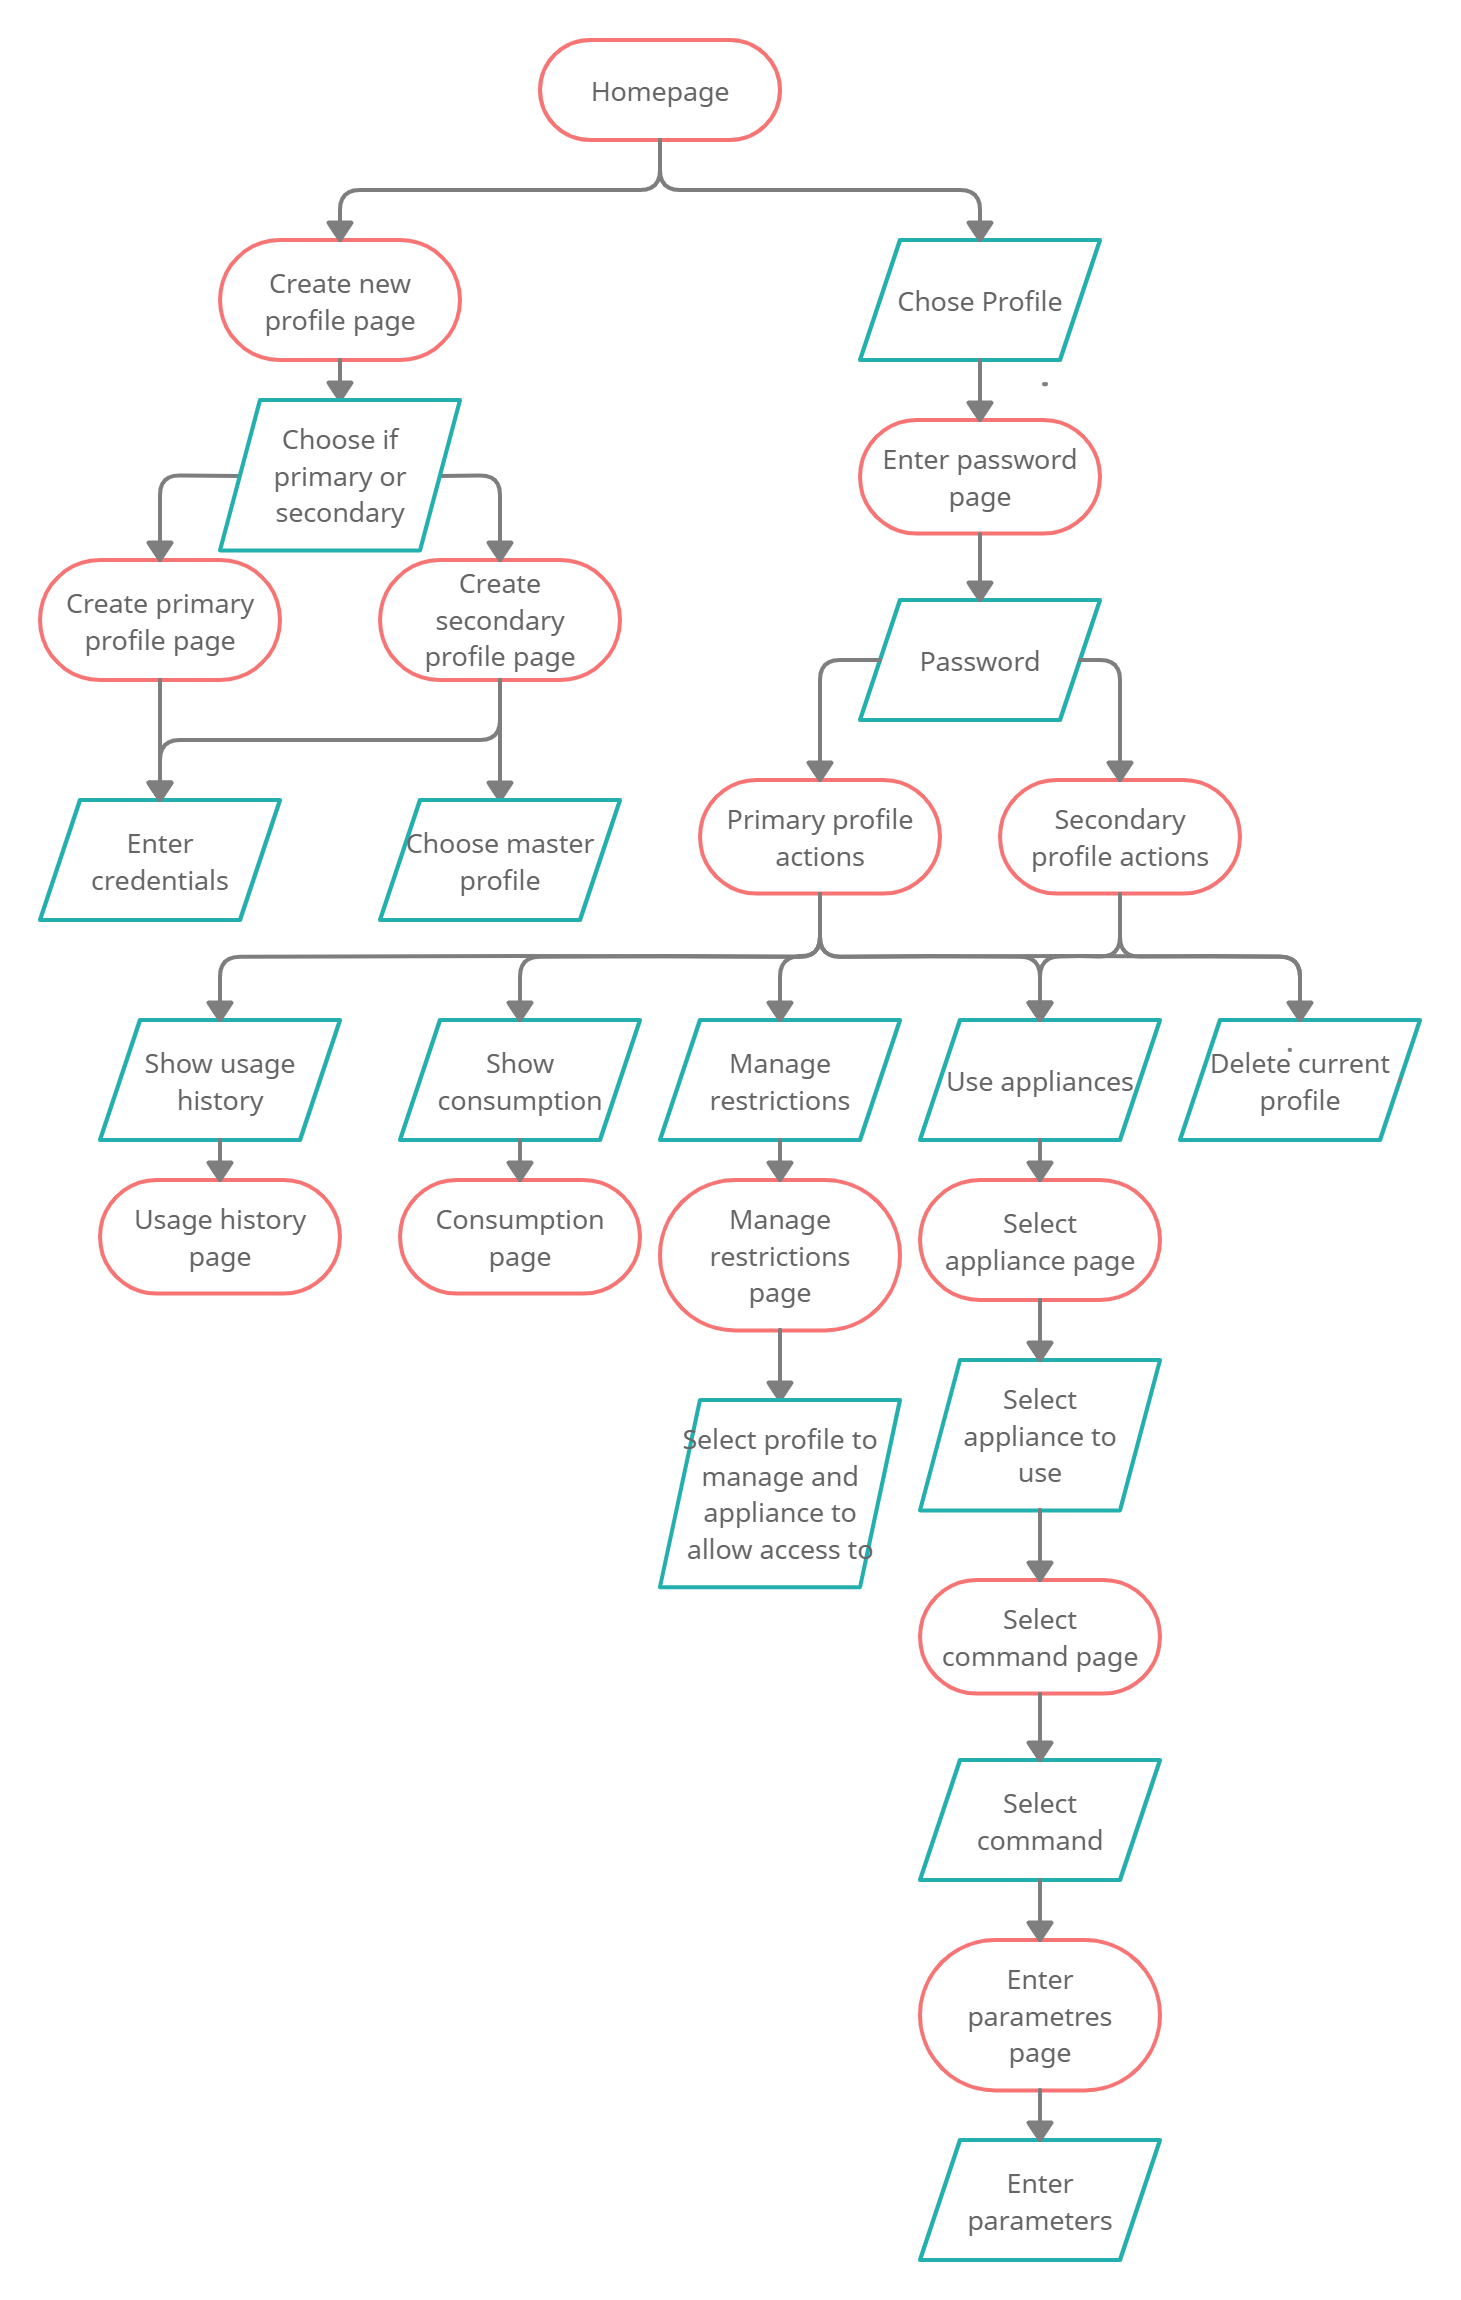 Homepage
Create new
profile page
Chose Profile
Choose if
primary or
secondary
Enter password
page
Create primary
profile page
Create
secondary
profile page
Password
Enter
credentials
Choose master
profile
Primary profile
actions
Secondary
profile actions
Show usage
history
Show
consumption
Manage
restrictions
Use appliances
Delete current
profile
Usage history
page
Consumption
page
Manage
restrictions
page
Select
appliance page
Select profile to
manage and
appliance to
allow access to
Select
appliance to
use
Select
command page
Select
command
Enter
parametres
page
Enter
parameters